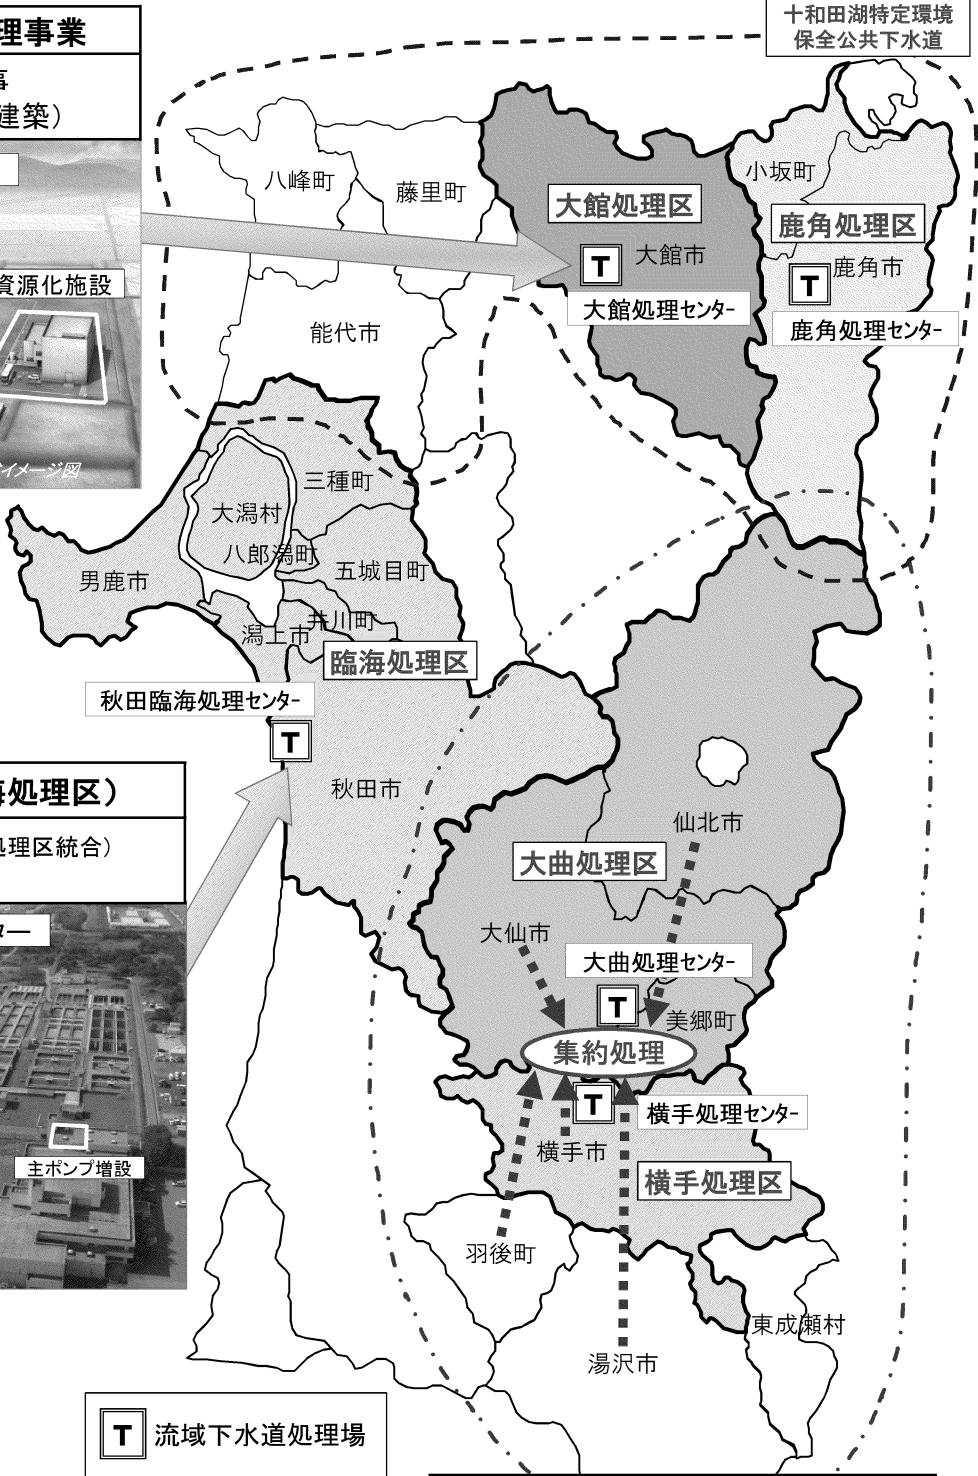 十和田湖特定環境
保全公共下水道
理事業
事
建築）
八峰町
藤里町
小坂町
大館処理区
鹿角処理区
大館市
鹿角市
T
T
資源化施設
大館処理センター
鹿角処理センター
能代市
イメージ図
三種町
大潟村
八郎潟町
五城目町
男鹿市
井川町
潟上市
臨海処理区
秋田臨海処理センター
T
秋田市
海処理区）
処理区統合）
ター
仙北市
大曲処理区
大仙市
大曲処理センター
T
美郷町
集約処理
T
横手処理センター
主ポンプ増設
横手市
横手処理区
羽後町
東成瀬村
湯沢市
T 流域下水道処理場